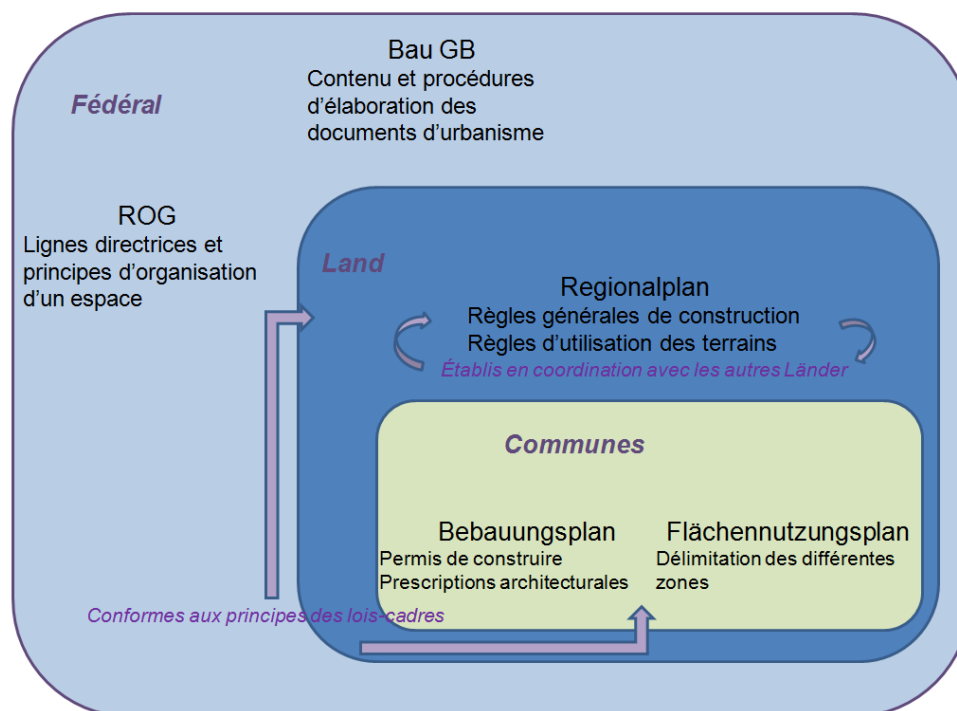 Bau GB
Contenu et procédures
d'élaboration des
documents d'urbanisme
Fédéral
ROG
Lignes directrices et
principes d'organisation
d'un espace
Land
Regionalplan
Règles générales de construction
Règles d'utilisation des terrains
Établis en coordination avec les autres Länder
Communes
Bebauungsplan
Permis de construire
Prescriptions architecturales
Flächennutzungsplan
Délimitation des différentes
zones
Conformes aux principes des lois-cadres